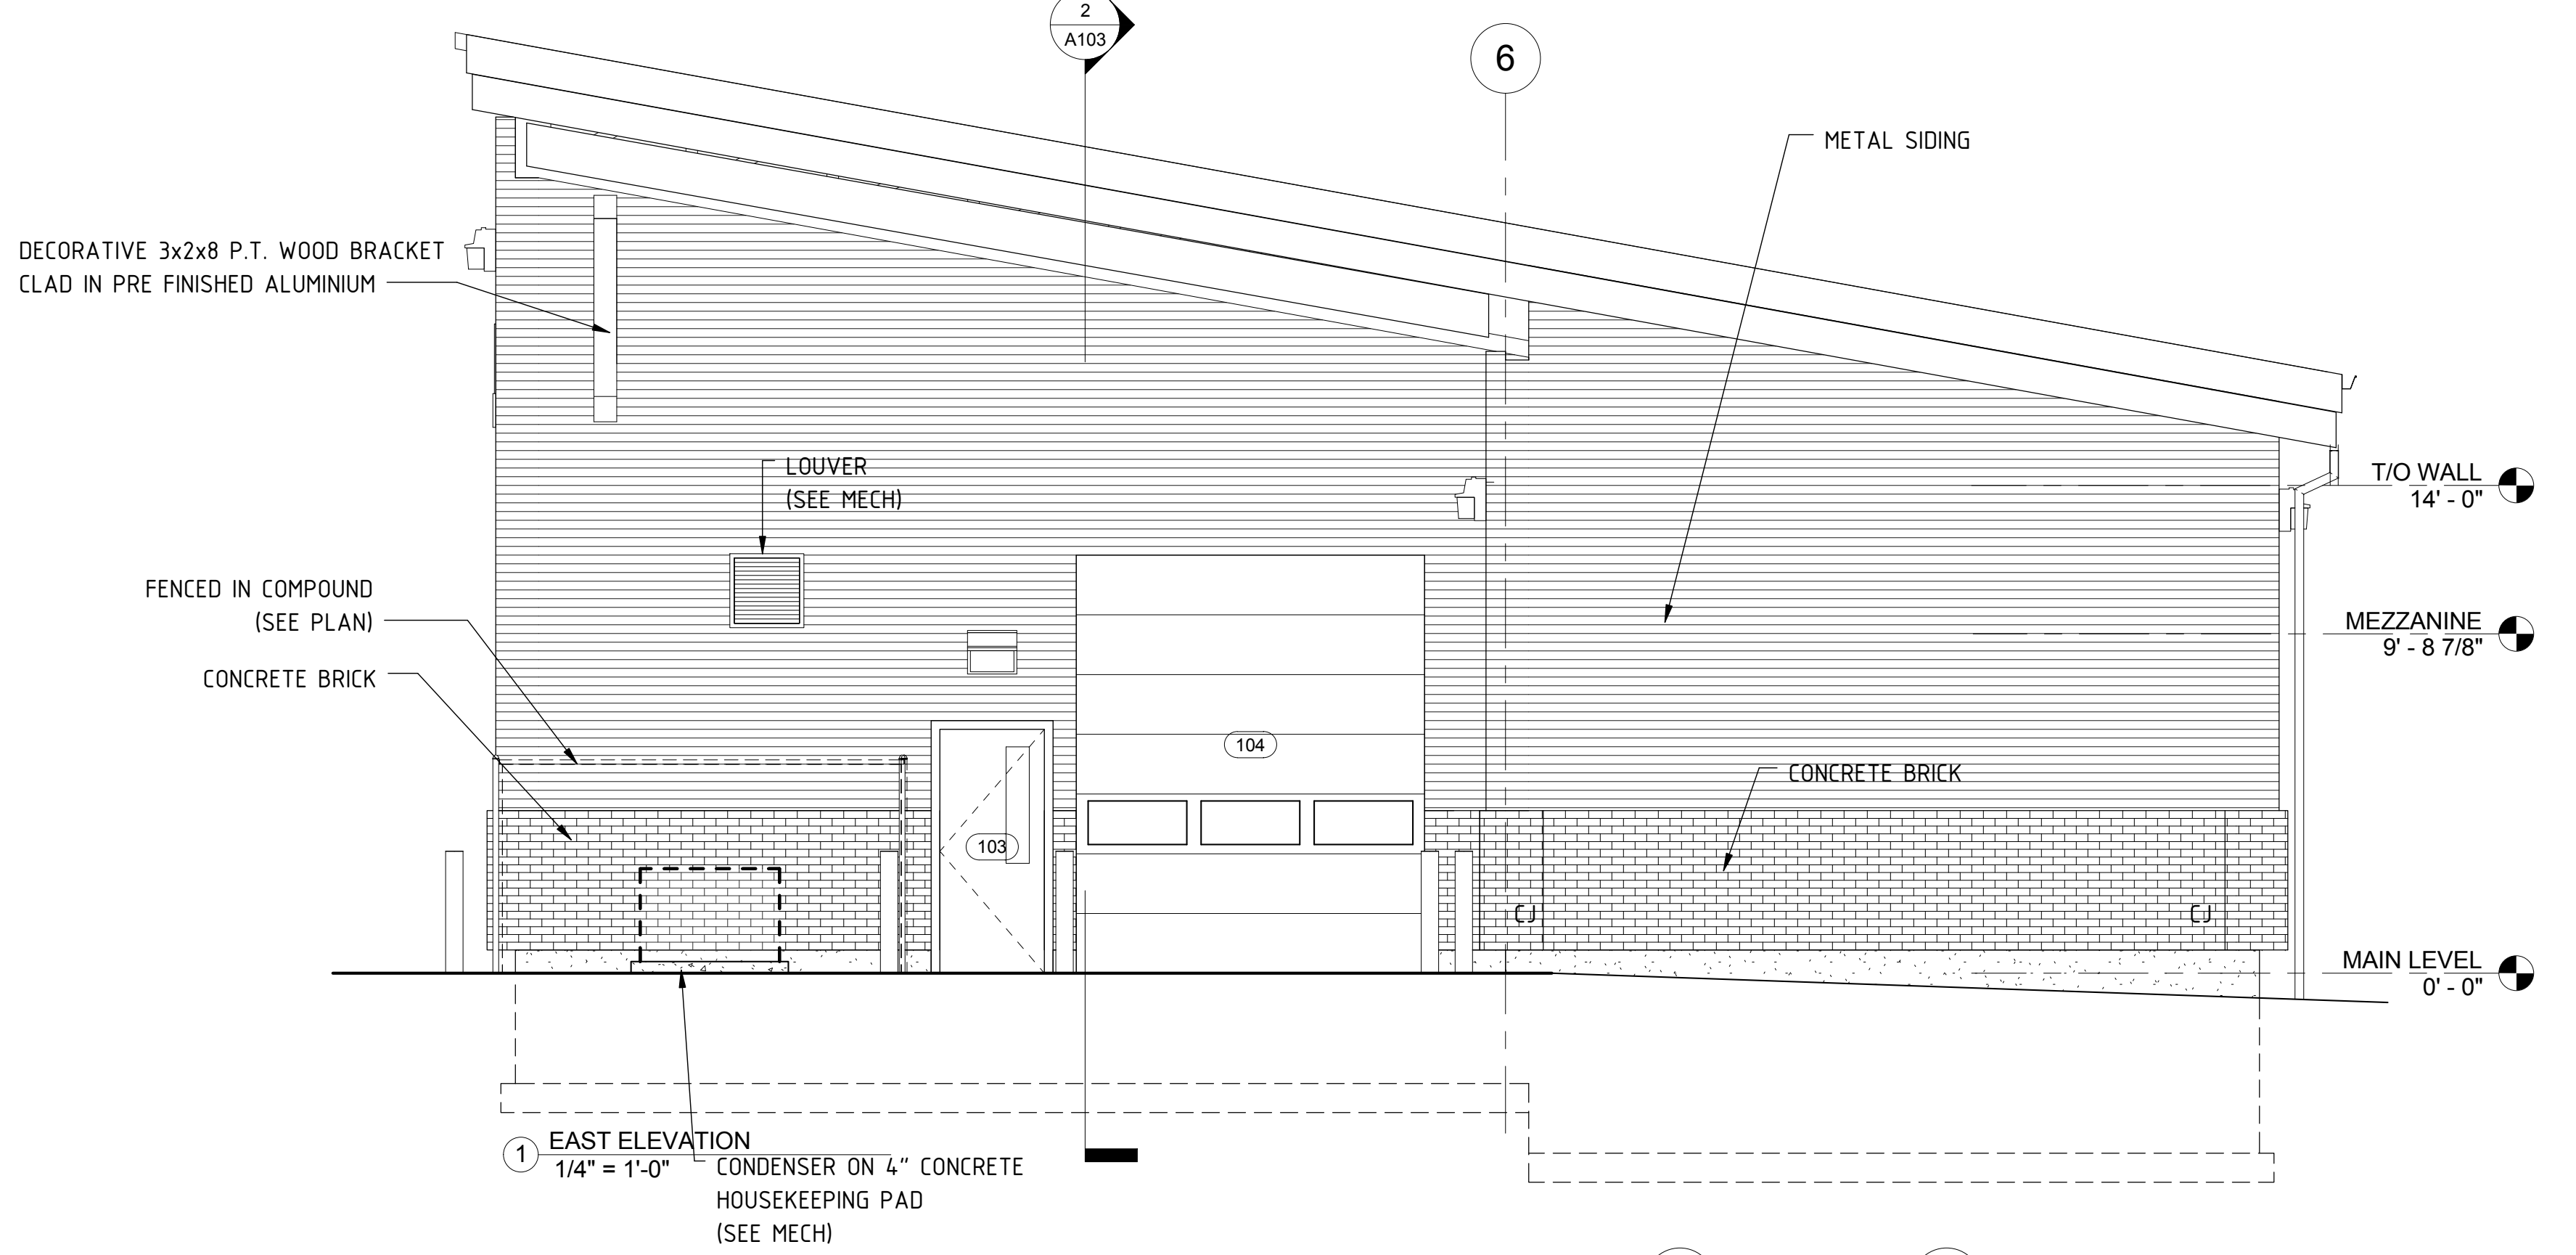 2
A103
6
METAL SIDING
DECORATIVE 3x2x8 P.T. WOOD BRACKET
CLAD IN PRE FINISHED ALUMINIUM
LOUVER
(SEE MECH)
T/O WALL
14' - 0"
FENCED IN COMPOUND
(SEE PLAN)
MEZZANINE
9' - 8 7/8"
CONCRETE BRICK
104
CONCRETE BRICK
103
CJ
CJ
MAIN LEVEL
0' - 0"
1
EAST ELEVATION
1/4" = 1'-0"
CONDENSER ON 4" CONCRETE
HOUSEKEEPING PAD
(SEE MECH)